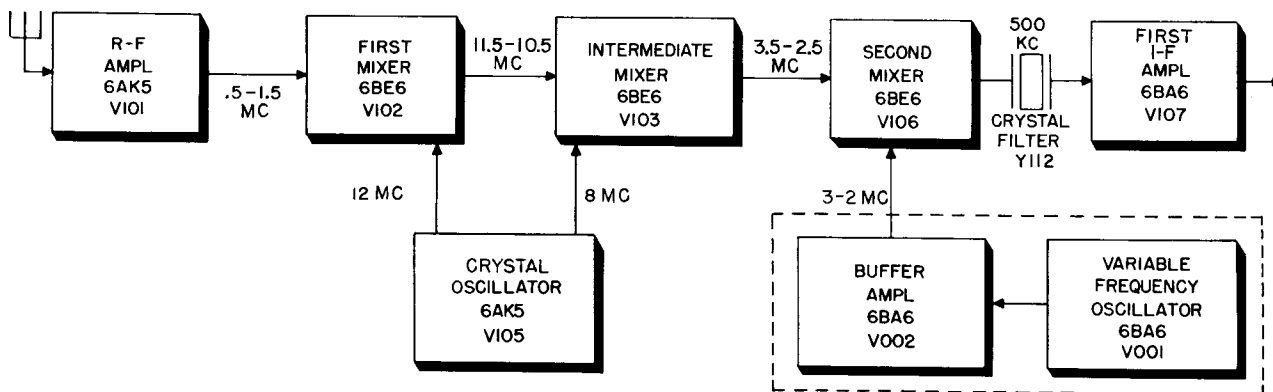 R-F
AMPL
6AK5
V101
.5-1.5
MC
FIRST
MIXER
6BE6
V102
11.5-10.5
MC
INTERMEDIATE
MIXER
6BE6
V103
3.5-2.5
MC
SECOND
MIXER
6BE6
V106
500
KC
CRYSTAL
FILTER
Y112
FIRST
I-F
AMPL
6BA6
V107
12 MC
8 MC
3-2 MC
CRYSTAL
OSCILLATOR
6AK5
V105
BUFFER
AMPL
6BA6
V002
VARIABLE
FREQUENCY
OSCILLATOR
6BA6
V001